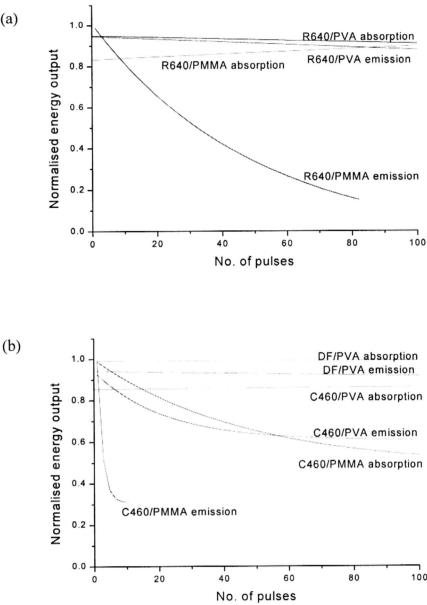 (a)
1.0
0.8
0.6
0.4
0.2
0.0
Normalised energy output
R640/PVA absorption
R640/PMMA absorption
R640/PVA emission
R640/PMMA emission
0
20
40
60
80
100
No. of pulses
(b)
1.0
0.8
0.6
0.4
0.2
0.0
Normalised energy output
DF/PVA absorption
DF/PVA emission
C460/PVA absorption
C460/PVA emission
C460/PMMA absorption
C460/PMMA emission
0
20
40
60
80
100
No. of pulses